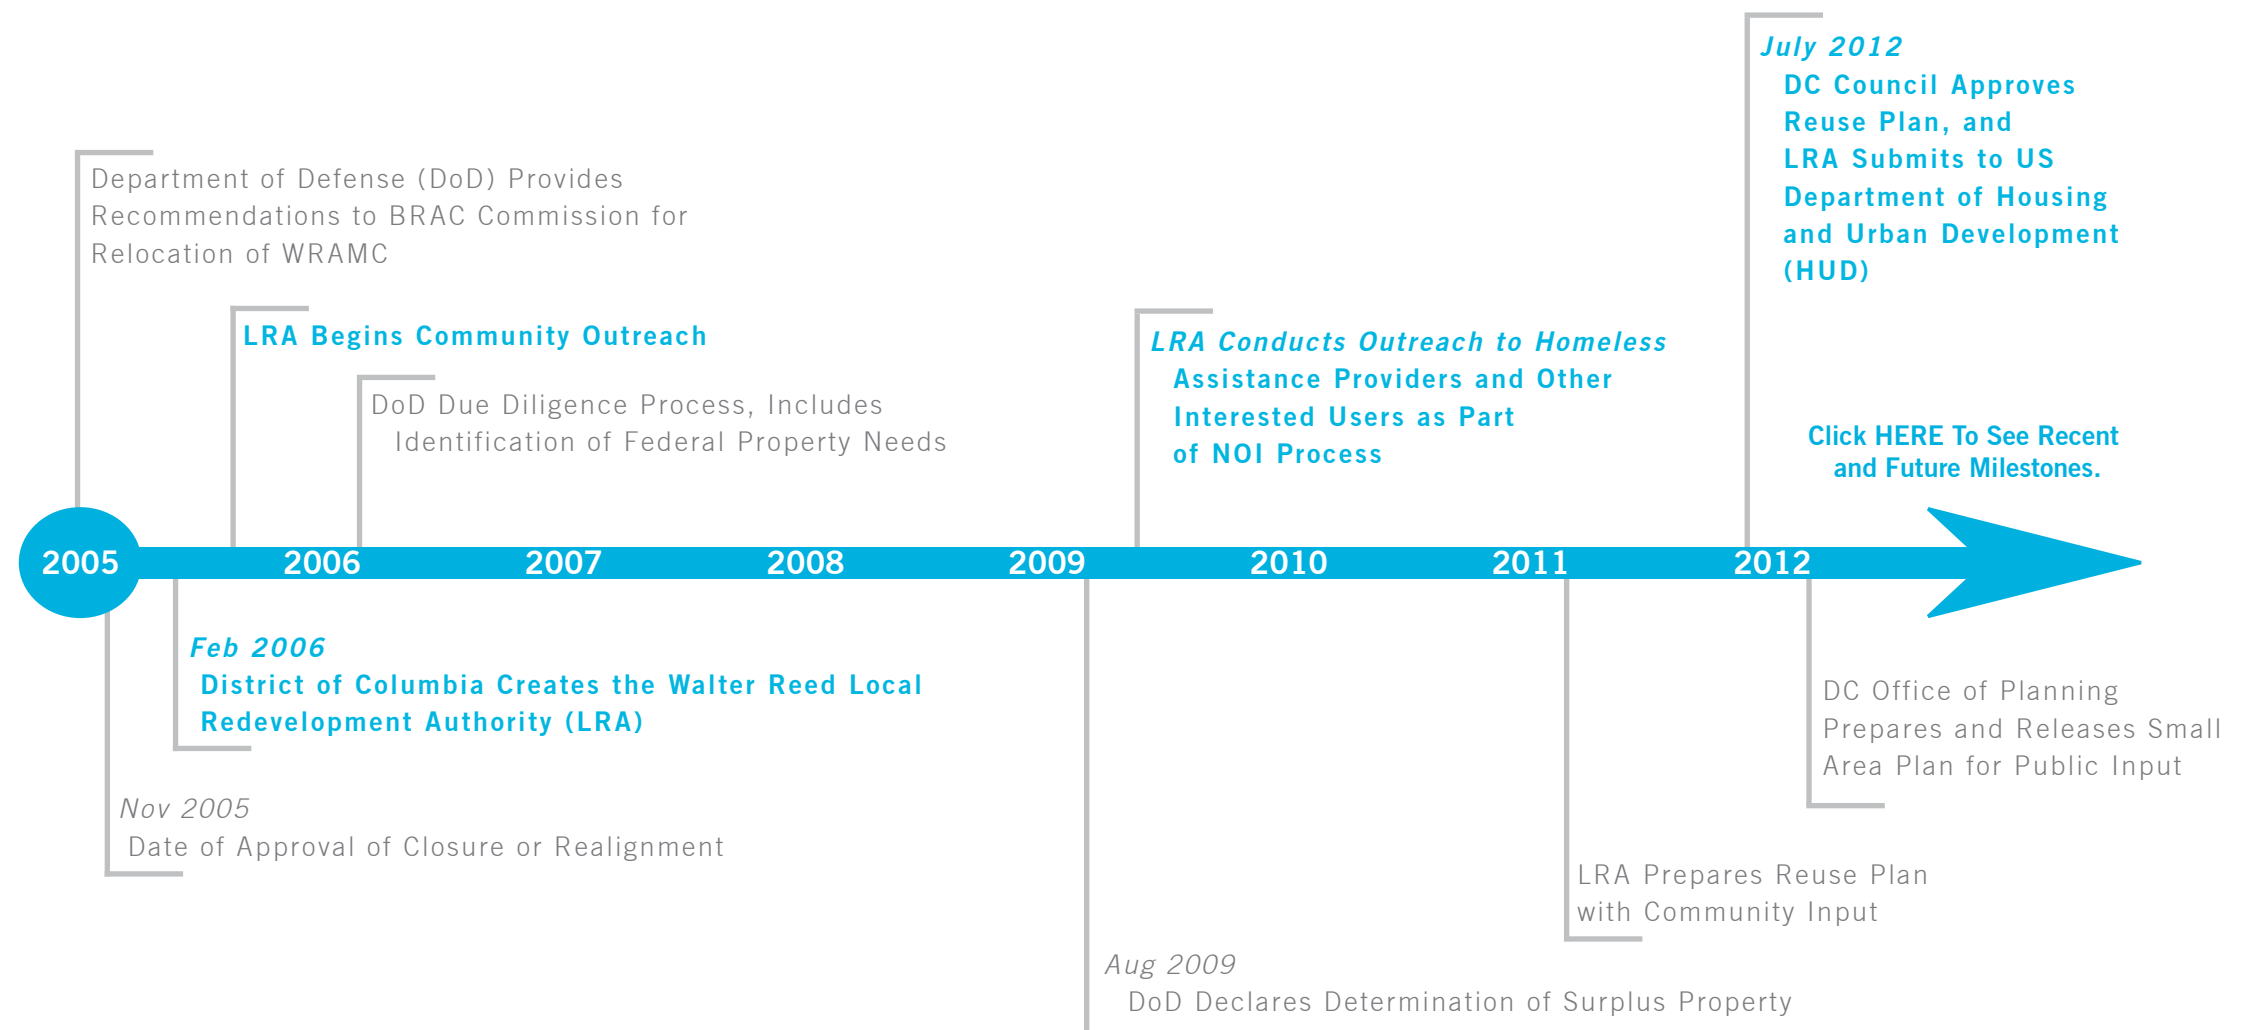 July 2012
DC Council Approves
Reuse Plan, and
LRA Submits to US
Department of Housing
and Urban Development
(HUD)
Department of Defense (DoD) Provides
Recommendations to BRAC Commission for
Relocation of WRAMC
LRA Begins Community Outreach
DoD Due Diligence Process, Includes
Identification of Federal Property Needs
LRA Conducts Outreach to Homeless
Assistance Providers and Other
Interested Users as Part
of NOI Process
Click HERE To See Recent
and Future Milestones.
2005 2006 2007 2008 2009 2010 2011 2012
Feb 2006
District of Columbia Creates the Walter Reed Local
Redevelopment Authority (LRA)
Nov 2005
Date of Approval of Closure or Realignment
DC Office of Planning
Prepares and Releases Small
Area Plan for Public Input
LRA Prepares Reuse Plan
with Community Input
Aug 2009
DoD Declares Determination of Surplus Property